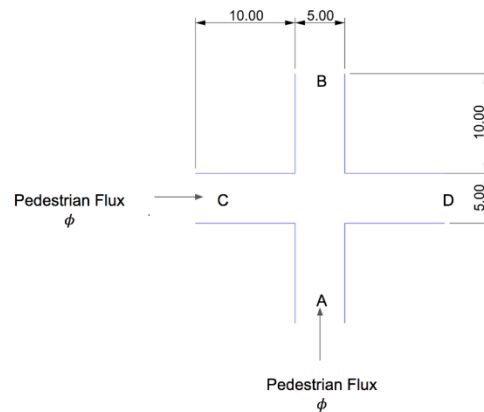 10.00
5.00
B
10.00
Pedestrian Flux
ϕ
C
D
5.00
A
Pedestrian Flux
ϕ